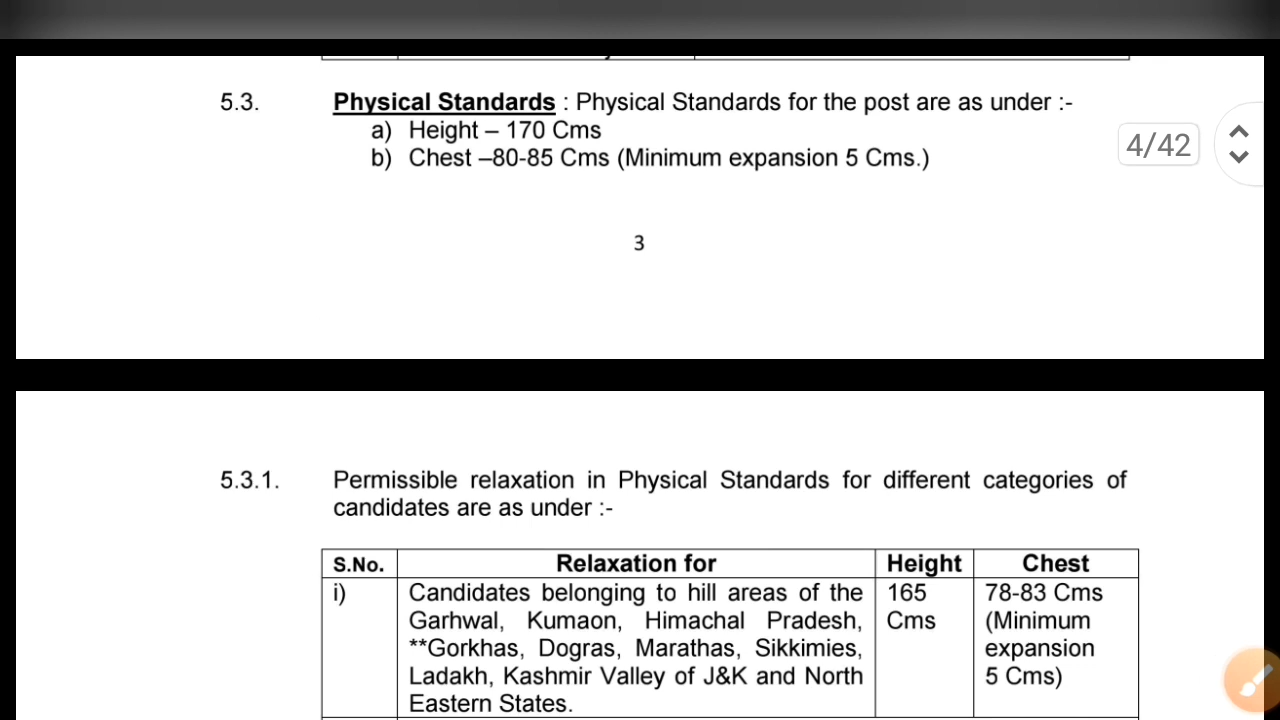 5.3. Physical Standards : Physical Standards for the post are as under :-
a) Height – 170 Cms
b) Chest –80-85 Cms (Minimum expansion 5 Cms.)
4/42
3
5.3.1. Permissible relaxation in Physical Standards for different categories of
candidates are as under :-
S.No. Relaxation for Height Chest
i) Candidates belonging to hill areas of the 165 78-83 Cms
Garhwal, Kumaon, Himachal Pradesh, Cms (Minimum
**Gorkhas, Dogras, Marathas, Sikkimies, expansion
Ladakh, Kashmir Valley of J&K and North 5 Cms)
Eastern States.